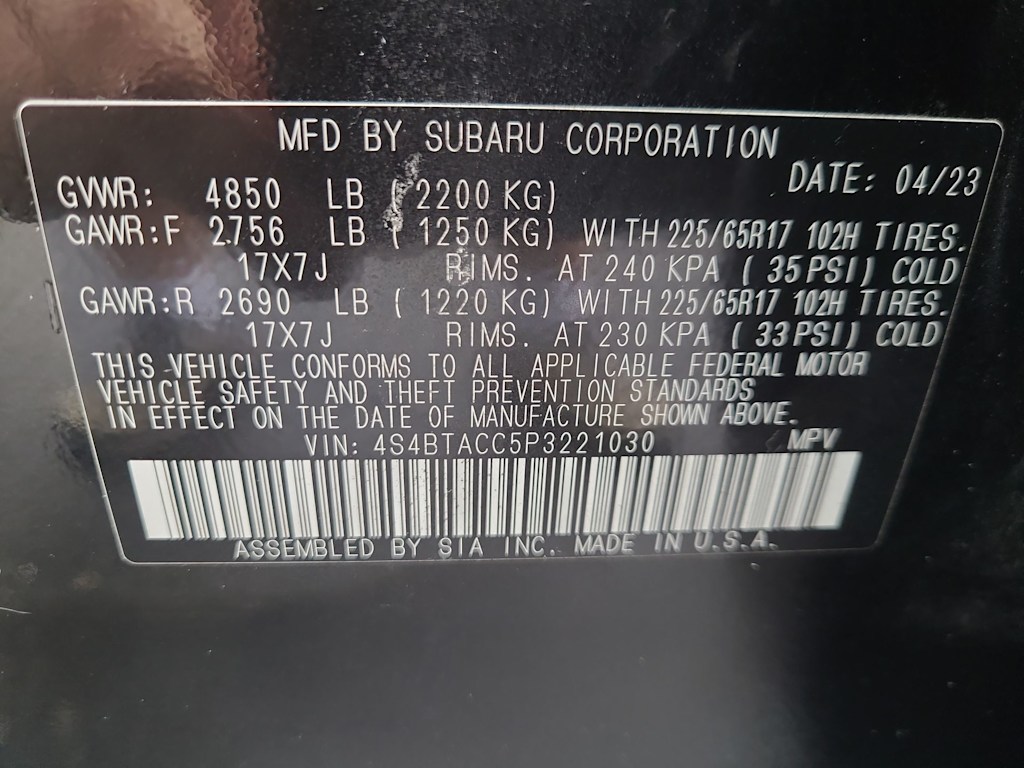 MFD BY SUBARU CORPORATION
DATE: 04/23
GVWR: 4850 LB ( 2200 KG)
GAWR:F 2756 LB ( 1250 KG) WITH 225/65R17 102H TIRES.
17X7J RIMS. AT 240 KPA ( 35PSI) COLD
GAWR:R 2690 LB ( 1220 KG) WITH 225/65R17 102H TIRES.
17X7J RIMS. AT 230 KPA ( 33PSI) COLD
THIS VEHICLE CONFORMS TO ALL APPLICABLE FEDERAL MOTOR
VEHICLE SAFETY AND THEFT PREVENTION STANDARDS
IN EFFECT ON THE DATE OF MANUFACTURE SHOWN ABOVE.
VIN: 4S4BTACC5P3221030 MPV
ASSEMBLED BY SIA INC. MADE IN U.S.A.